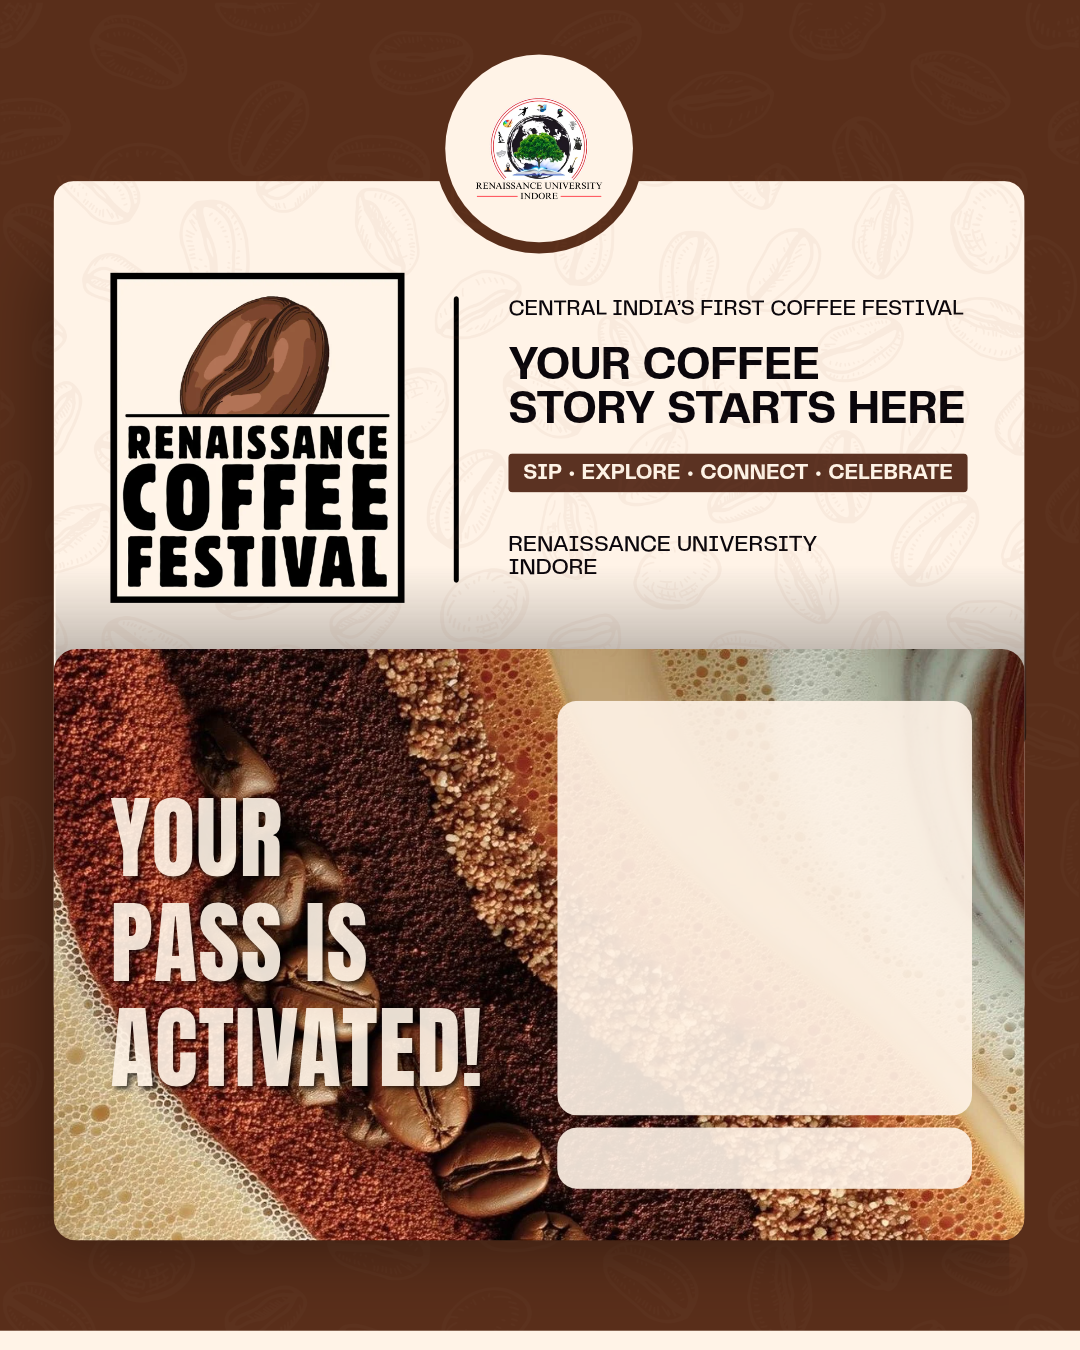 RENAISSANCE UNIVERSITY
INDORE
RENAISSANCE
COFFEE
FESTIVAL
CENTRAL INDIA’S FIRST COFFEE FESTIVAL
YOUR COFFEE
STORY STARTS HERE
SIP • EXPLORE • CONNECT • CELEBRATE
RENAISSANCE UNIVERSITY
INDORE
YOUR
PASS IS
ACTIVATED!